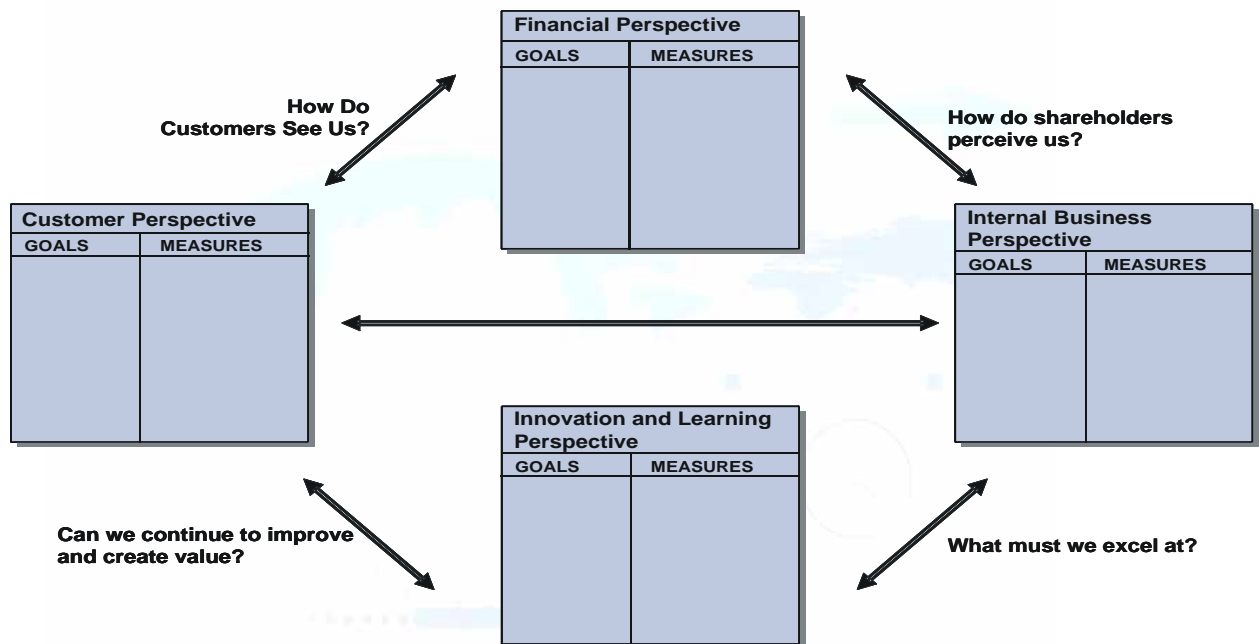 Financial Perspective
GOALS MEASURES
How Do
Customers See Us?
How do shareholders
perceive us?
Customer Perspective
GOALS MEASURES
Internal Business
Perspective
GOALS MEASURES
Innovation and Learning
Perspective
GOALS MEASURES
Can we continue to improve
and create value?
What must we excel at?